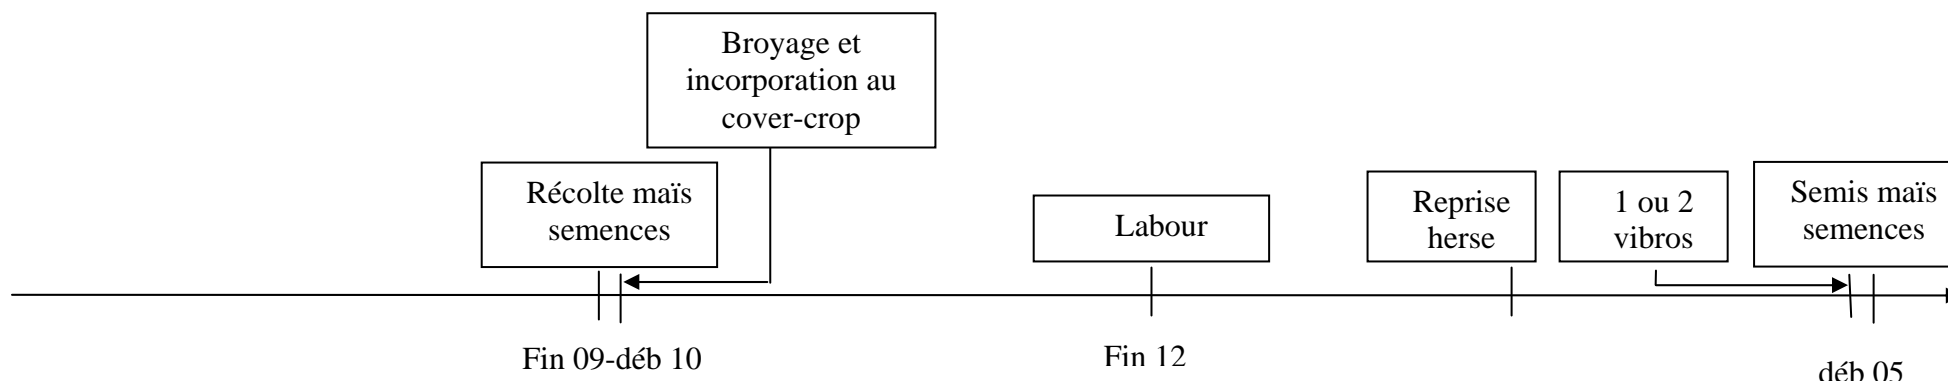 Broyage et
incorporation au
cover-crop
Récolte maïs
semences
Labour
Reprise
herse
1 ou 2
vibros
Semis maïs
semences
Fin 09-déb 10
Fin 12
déb 05